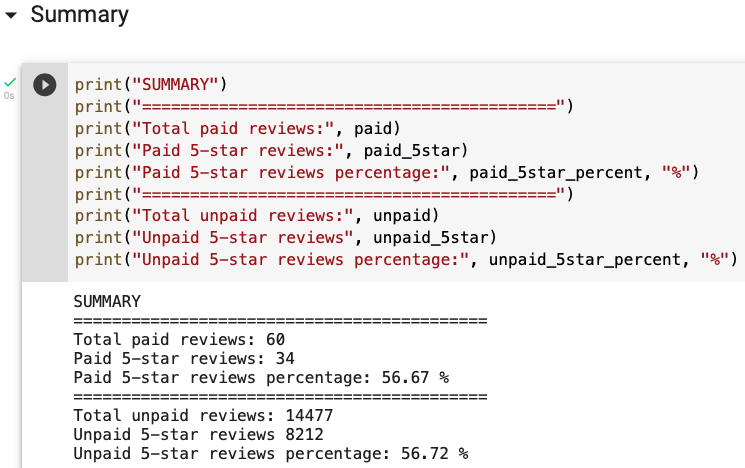 Summary
0s
print("SUMMARY")
print("===========================================")
print("Total paid reviews:", paid)
print("Paid 5-star reviews:", paid_5star)
print("Paid 5-star reviews percentage:", paid_5star_percent, "%")
print("===========================================")
print("Total unpaid reviews:", unpaid)
print("Unpaid 5-star reviews", unpaid_5star)
print("Unpaid 5-star reviews percentage:", unpaid_5star_percent, "%")
SUMMARY
===========================================
Total paid reviews: 60
Paid 5-star reviews: 34
Paid 5-star reviews percentage: 56.67 %
===========================================
Total unpaid reviews: 14477
Unpaid 5-star reviews 8212
Unpaid 5-star reviews percentage: 56.72 %